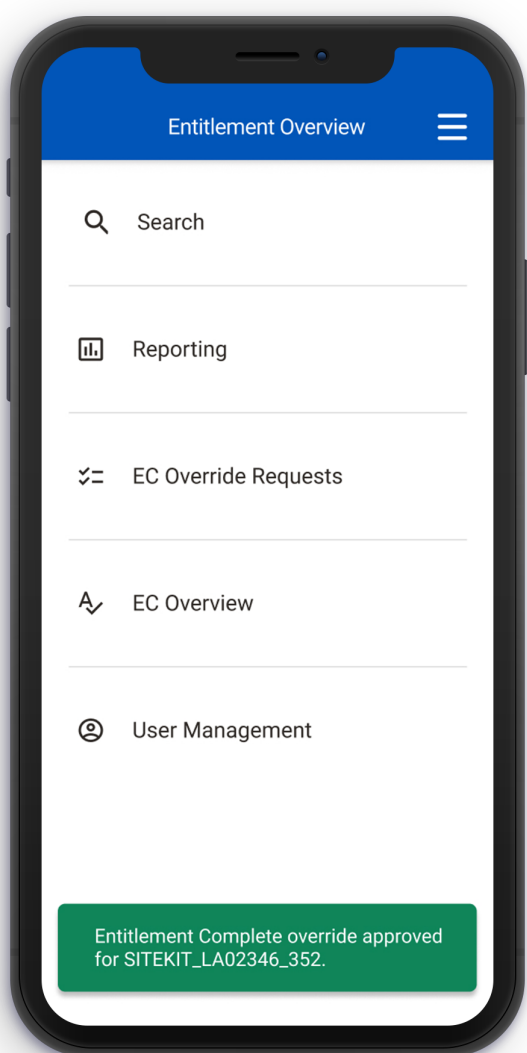 Entitlement Overview
Search
Reporting
EC Override Requests
EC Overview
User Management
Entitlement Complete override approved
for SITEKIT_LA02346_352.